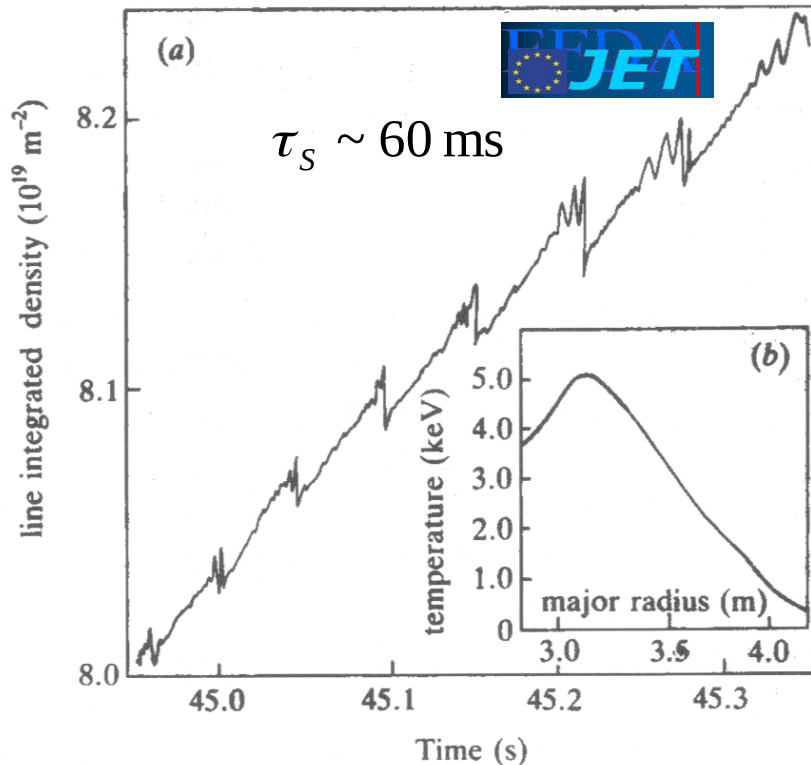 (a)
EFDA
JET
τS ~ 60 ms
line integrated density (10^19 m^-2)
8.2
8.1
8.0
45.0
45.1
45.2
45.3
Time (s)
(b)
temperature (keV)
5.0
4.0
3.0
2.0
1.0
0
major radius (m)
3.0
3.5
4.0